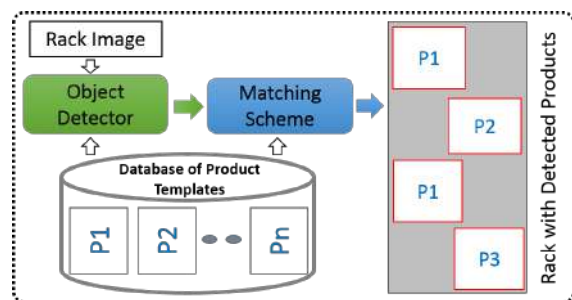 Rack Image
Object
Detector
Matching
Scheme
Database of Product
Templates
P1
P2
Pn
P1
P2
P1
P3
Rack with Detected Products